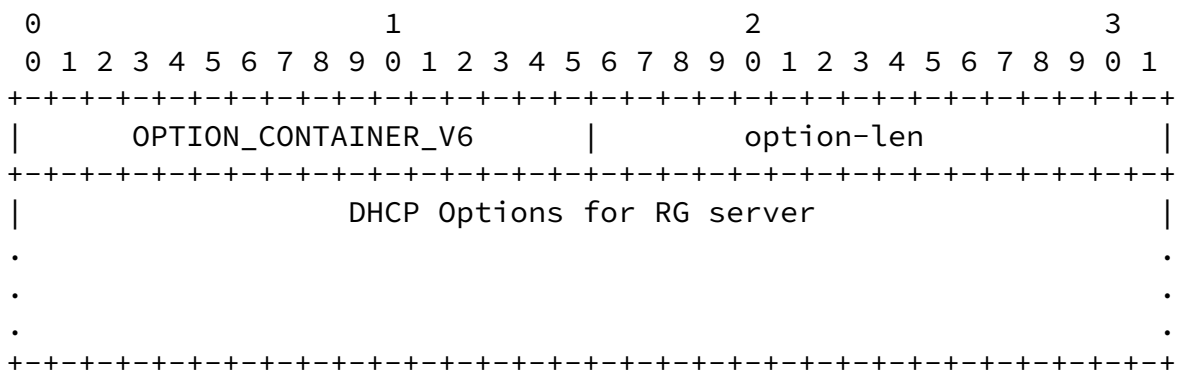 0                   1                   2                   3
 0 1 2 3 4 5 6 7 8 9 0 1 2 3 4 5 6 7 8 9 0 1 2 3 4 5 6 7 8 9 0 1
+-+-+-+-+-+-+-+-+-+-+-+-+-+-+-+-+-+-+-+-+-+-+-+-+-+-+-+-+-+-+-+-+
|      OPTION_CONTAINER_V6      |        option-len             |
+-+-+-+-+-+-+-+-+-+-+-+-+-+-+-+-+-+-+-+-+-+-+-+-+-+-+-+-+-+-+-+-+
|                  DHCP Options for RG server                   |
.                                                               .
.                                                               .
.                                                               .
+-+-+-+-+-+-+-+-+-+-+-+-+-+-+-+-+-+-+-+-+-+-+-+-+-+-+-+-+-+-+-+-+